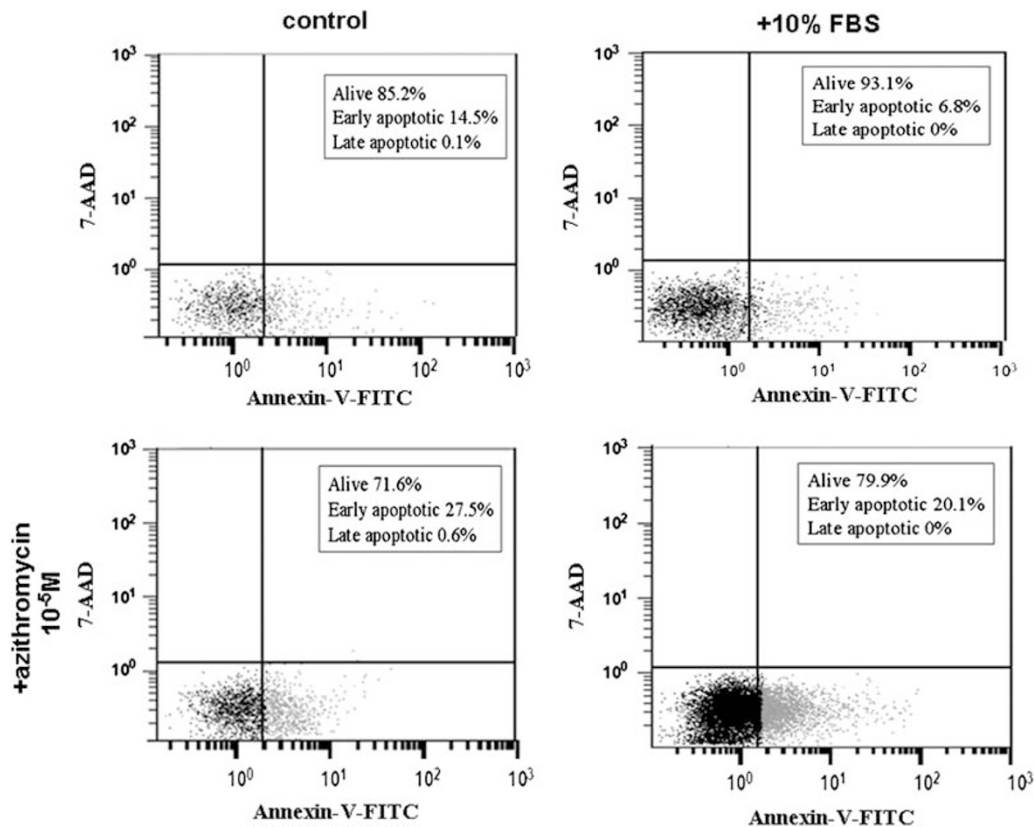 control
+10% FBS
10³
10²
10¹
10⁰
7-AAD
Alive 85.2%
Early apoptotic 14.5%
Late apoptotic 0.1%
10⁰ 10¹ 10² 10³
Annexin-V-FITC
10³
10²
10¹
10⁰
7-AAD
Alive 93.1%
Early apoptotic 6.8%
Late apoptotic 0%
10⁰ 10¹ 10² 10³
Annexin-V-FITC
+azithromycin
10⁻⁵M
10³
10²
10¹
10⁰
7-AAD
Alive 71.6%
Early apoptotic 27.5%
Late apoptotic 0.6%
10⁰ 10¹ 10² 10³
Annexin-V-FITC
10³
10²
10¹
10⁰
7-AAD
Alive 79.9%
Early apoptotic 20.1%
Late apoptotic 0%
10⁰ 10¹ 10² 10³
Annexin-V-FITC